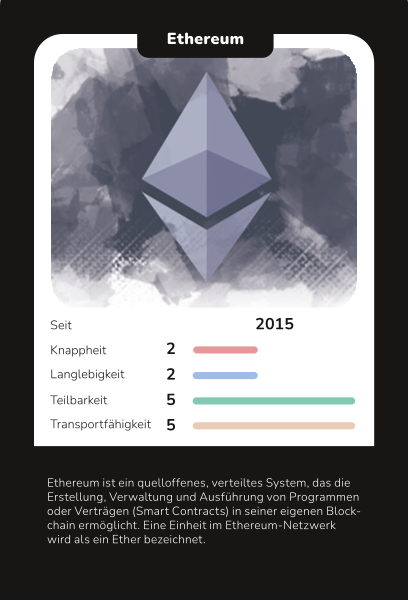 Ethereum
Seit 2015
Knappheit 2
Langlebigkeit 2
Teilbarkeit 5
Transportfähigkeit 5
Ethereum ist ein quelloffenes, verteiltes System, das die
Erstellung, Verwaltung und Ausführung von Programmen
oder Verträgen (Smart Contracts) in seiner eigenen Block-
chain ermöglicht. Eine Einheit im Ethereum-Netzwerk
wird als ein Ether bezeichnet.